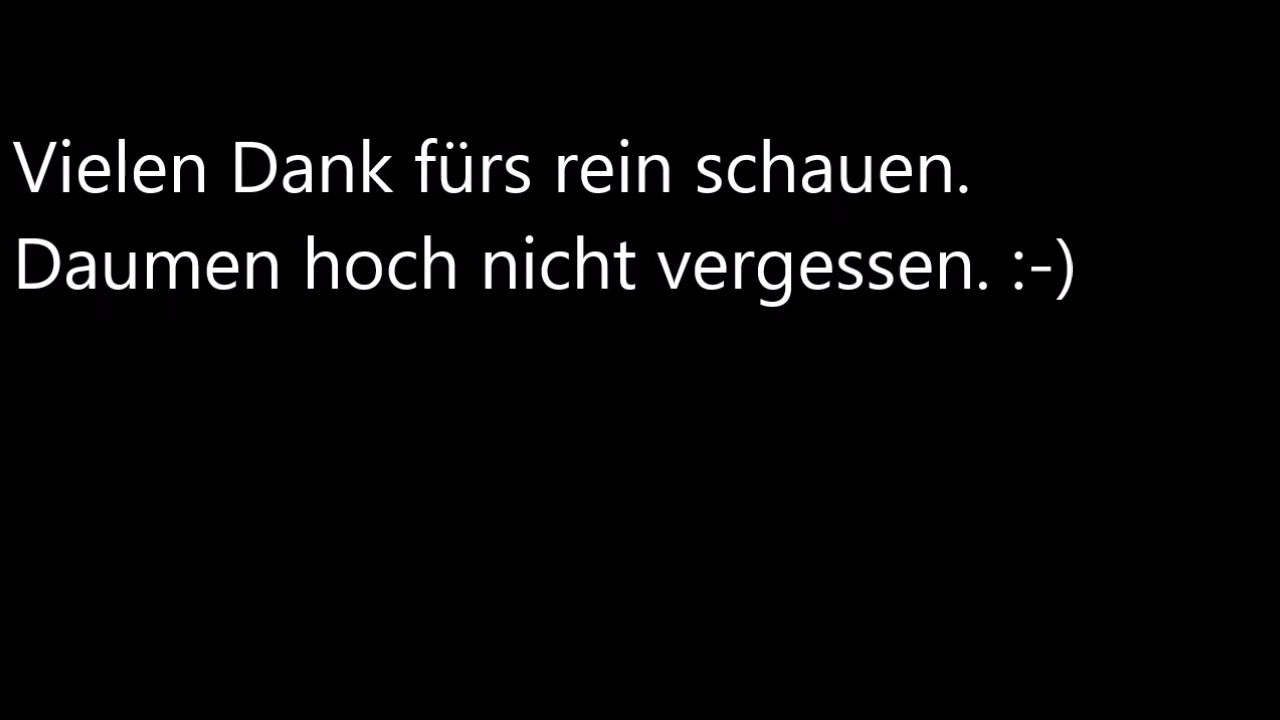 Vielen Dank fürs rein schauen.
Daumen hoch nicht vergessen. :-)